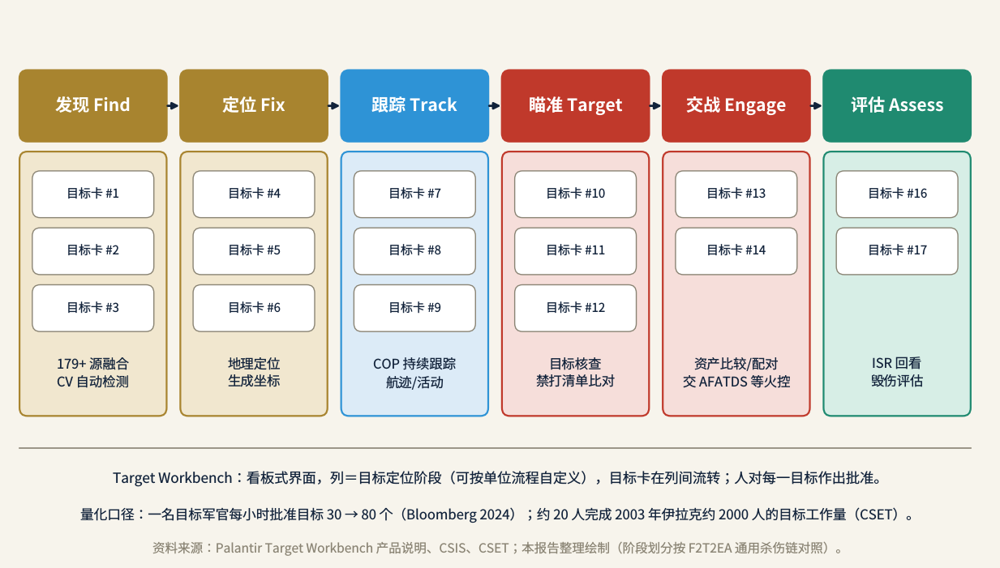 发现 Find
定位 Fix
跟踪 Track
瞄准 Target
交战 Engage
评估 Assess
目标卡 #1
目标卡 #2
目标卡 #3
179+ 源融合
CV 自动检测
目标卡 #4
目标卡 #5
目标卡 #6
地理定位
生成坐标
目标卡 #7
目标卡 #8
目标卡 #9
COP 持续跟踪
航迹/活动
目标卡 #10
目标卡 #11
目标卡 #12
目标核查
禁打清单比对
目标卡 #13
目标卡 #14
资产比较/配对
交 AFATDS 等火控
目标卡 #16
目标卡 #17
ISR 回看
毁伤评估
Target Workbench：看板式界面，列＝目标定位阶段（可按单位流程自定义），目标卡在列间流转；人对每一目标作出批准。
量化口径：一名目标军官每小时批准目标 30 → 80 个（Bloomberg 2024）；约 20 人完成 2003 年伊拉克约 2000 人的目标工作量（CSET）。
资料来源：Palantir Target Workbench 产品说明、CSIS、CSET；本报告整理绘制（阶段划分按 F2T2EA 通用杀伤链对照）。